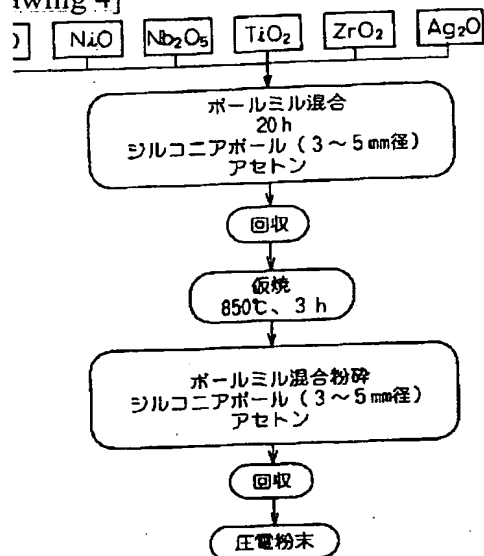 wing 4]
O NiO Nb₂O₅ TiO₂ ZrO₂ Ag₂O
ボールミル混合
20h
ジルコニアボール(3～5㎜径)
アセトン
回収
仮焼
850℃、3h
ボールミル混合粉砕
ジルコニアボール(3～5㎜径)
アセトン
回収
圧電粉末